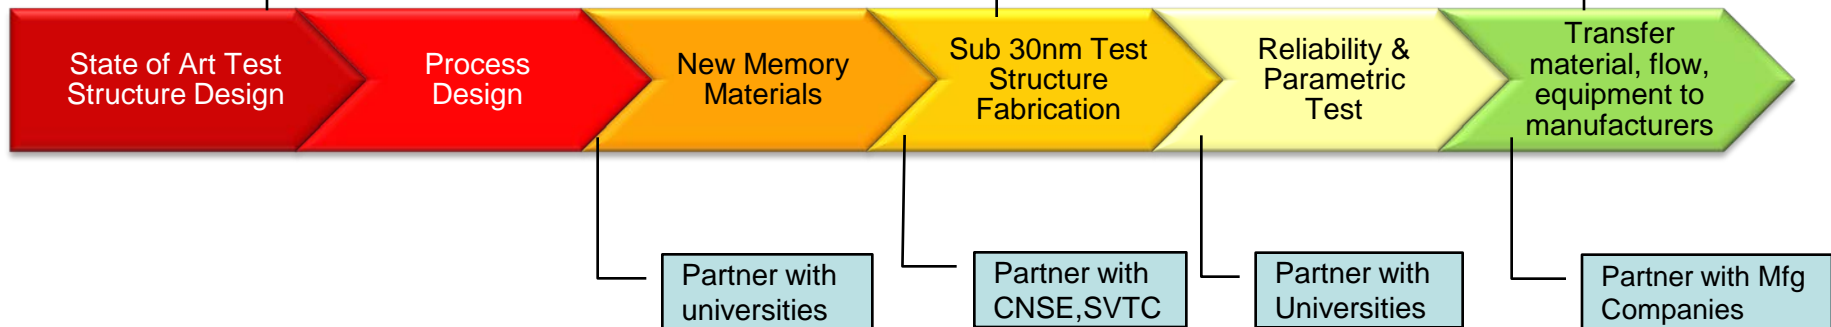 State of Art Test
Structure Design
Process
Design
New Memory
Materials
Sub 30nm Test
Structure
Fabrication
Reliability &
Parametric
Test
Transfer
material, flow,
equipment to
manufacturers
Partner with
universities
Partner with
CNSE,SVTC
Partner with
Universities
Partner with Mfg
Companies